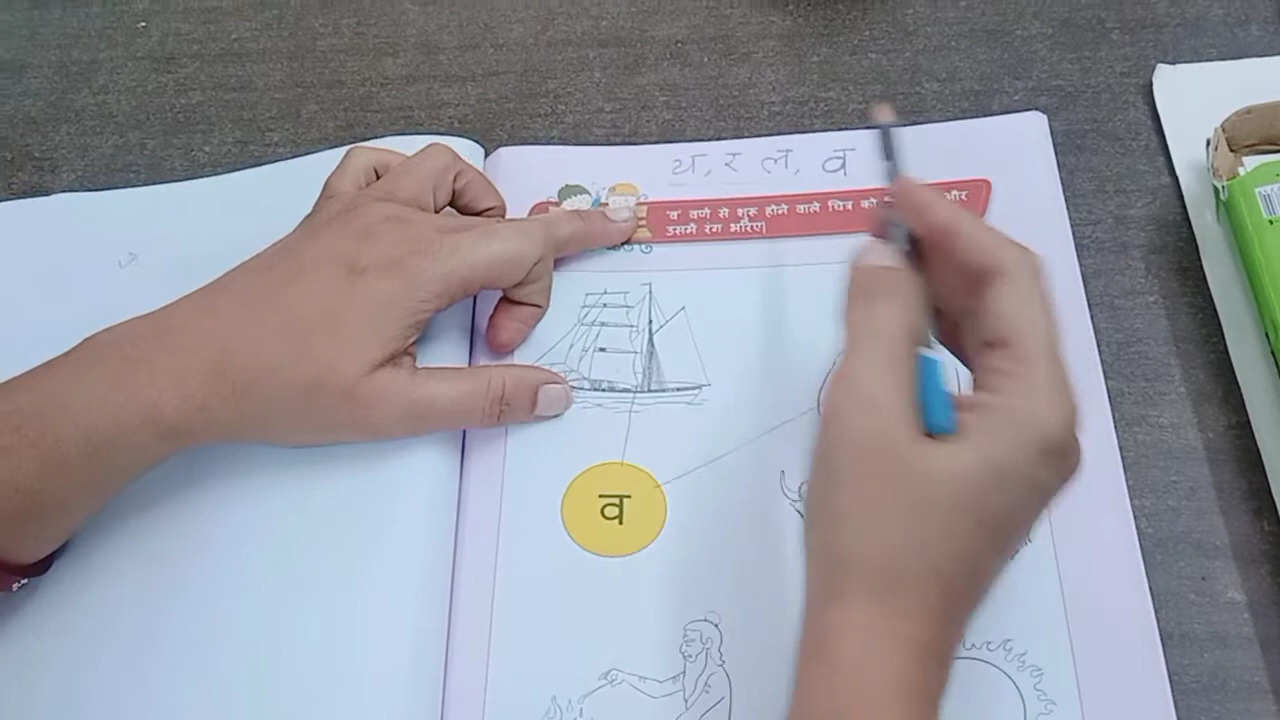 य, र ल, व
'व' वर्ण से शुरू होने वाले चित्र को और
उसमें रंग भरिए|
व